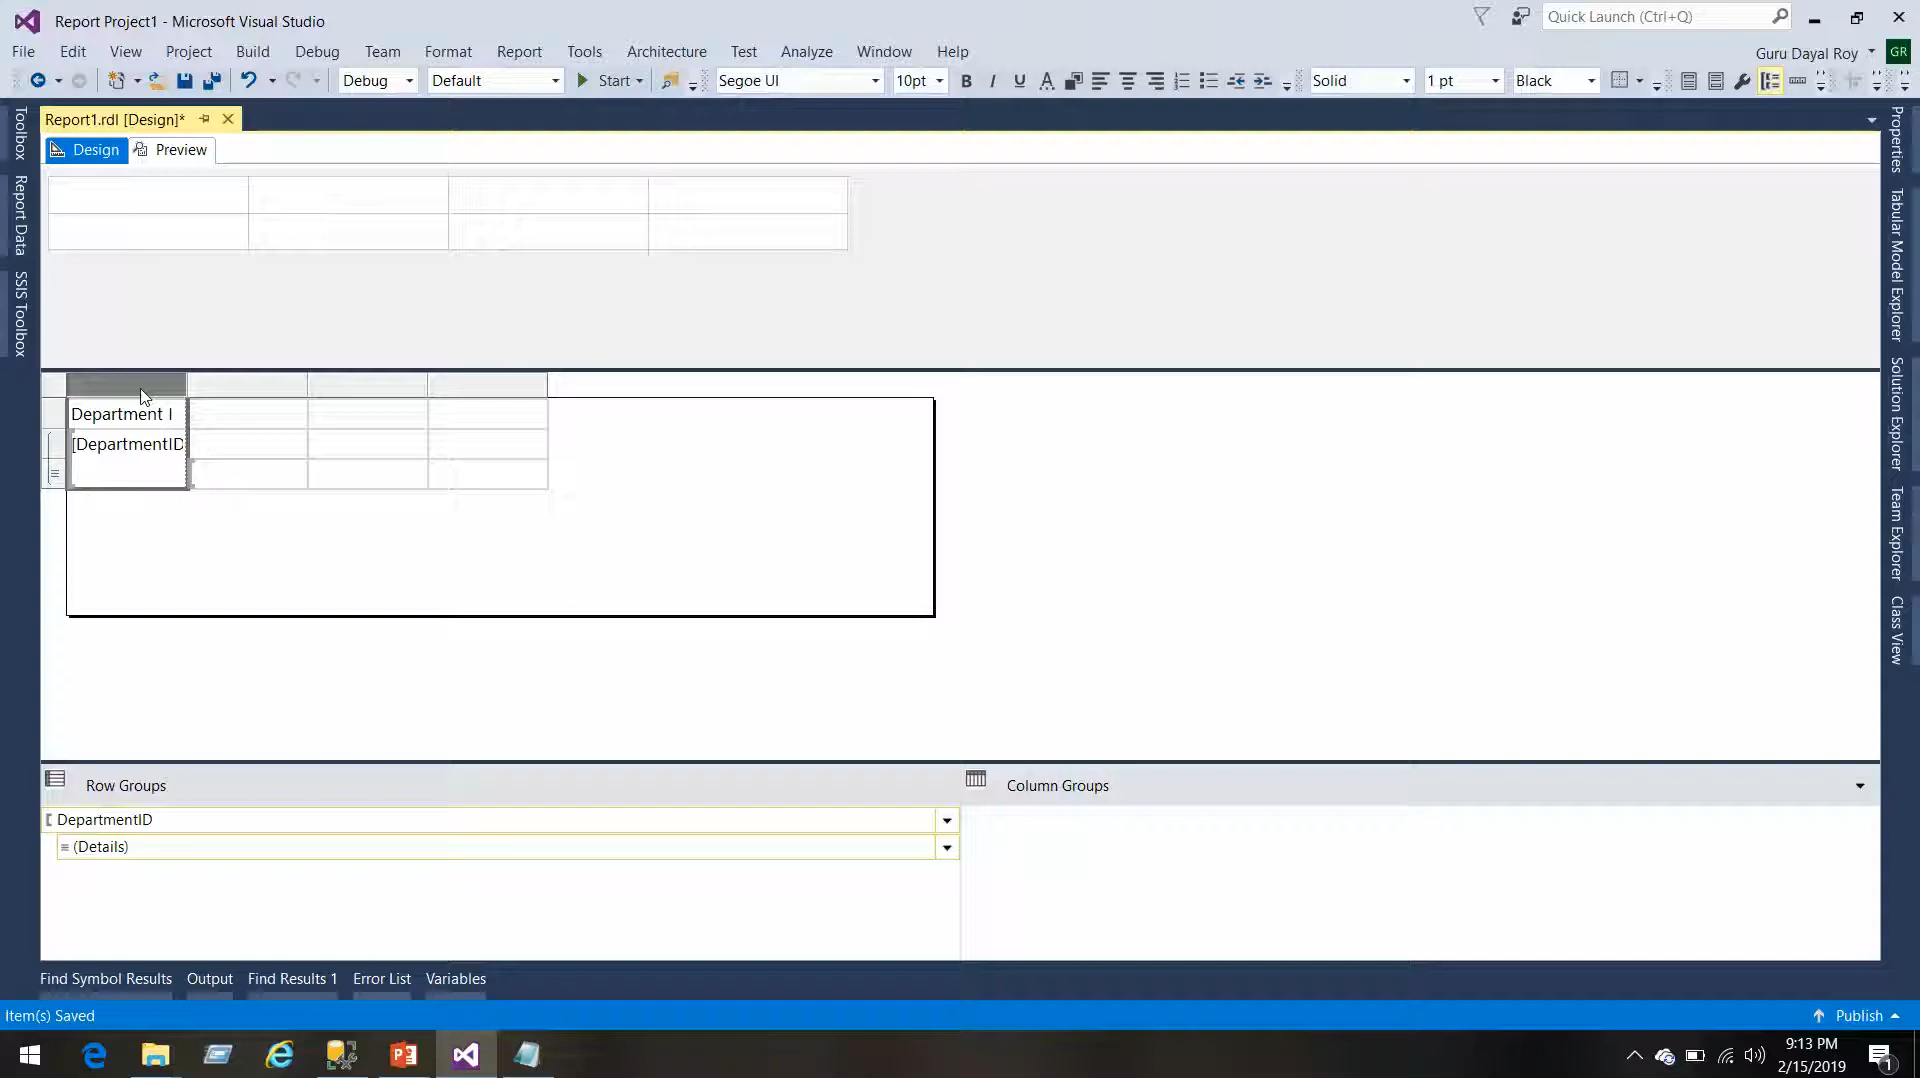 Report Project1 - Microsoft Visual Studio
Quick Launch (Ctrl+Q)
File Edit View Project Build Debug Team Format Report Tools Architecture Test Analyze Window Help
Guru Dayal Roy GR
Debug Default Start Segoe UI 10pt B I U A Solid 1 pt Black
Report1.rdl [Design]*
Design Preview
Toolbox
Report Data
SSIS Toolbox
Department I
[DepartmentID
Properties
Tabular Model Explorer
Solution Explorer
Team Explorer
Class View
Row Groups
Column Groups
DepartmentID
(Details)
Find Symbol Results Output Find Results 1 Error List Variables
Item(s) Saved
Publish
9:13 PM
2/15/2019
1